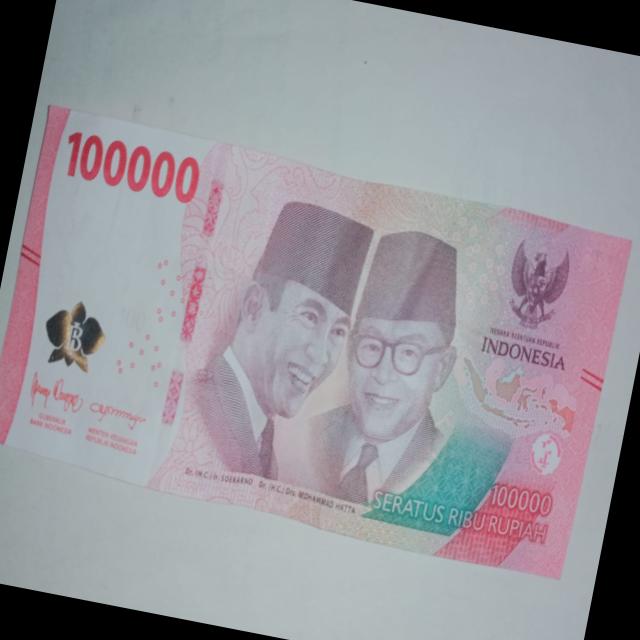 100000
NEGARA KESATUAN REPUBLIK
INDONESIA
GUBERNUR
BANK INDONESIA
MENTERI KEUANGAN
REPUBLIK INDONESIA
Dr. (H.C.) Ir. SOEKARNO Dr. (H.C.) Drs. MOHAMMAD HATTA
100000
SERATUS RIBU RUPIAH